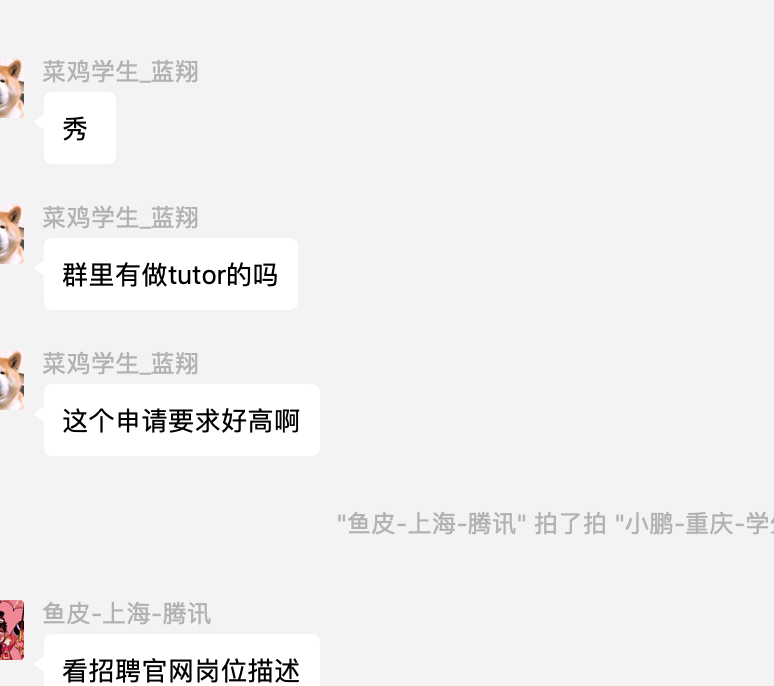 菜鸡学生_蓝翔
秀
菜鸡学生_蓝翔
群里有做tutor的吗
菜鸡学生_蓝翔
这个申请要求好高啊
"鱼皮-上海-腾讯" 拍了拍 "小鹏-重庆-学
鱼皮-上海-腾讯
看招聘官网岗位描述